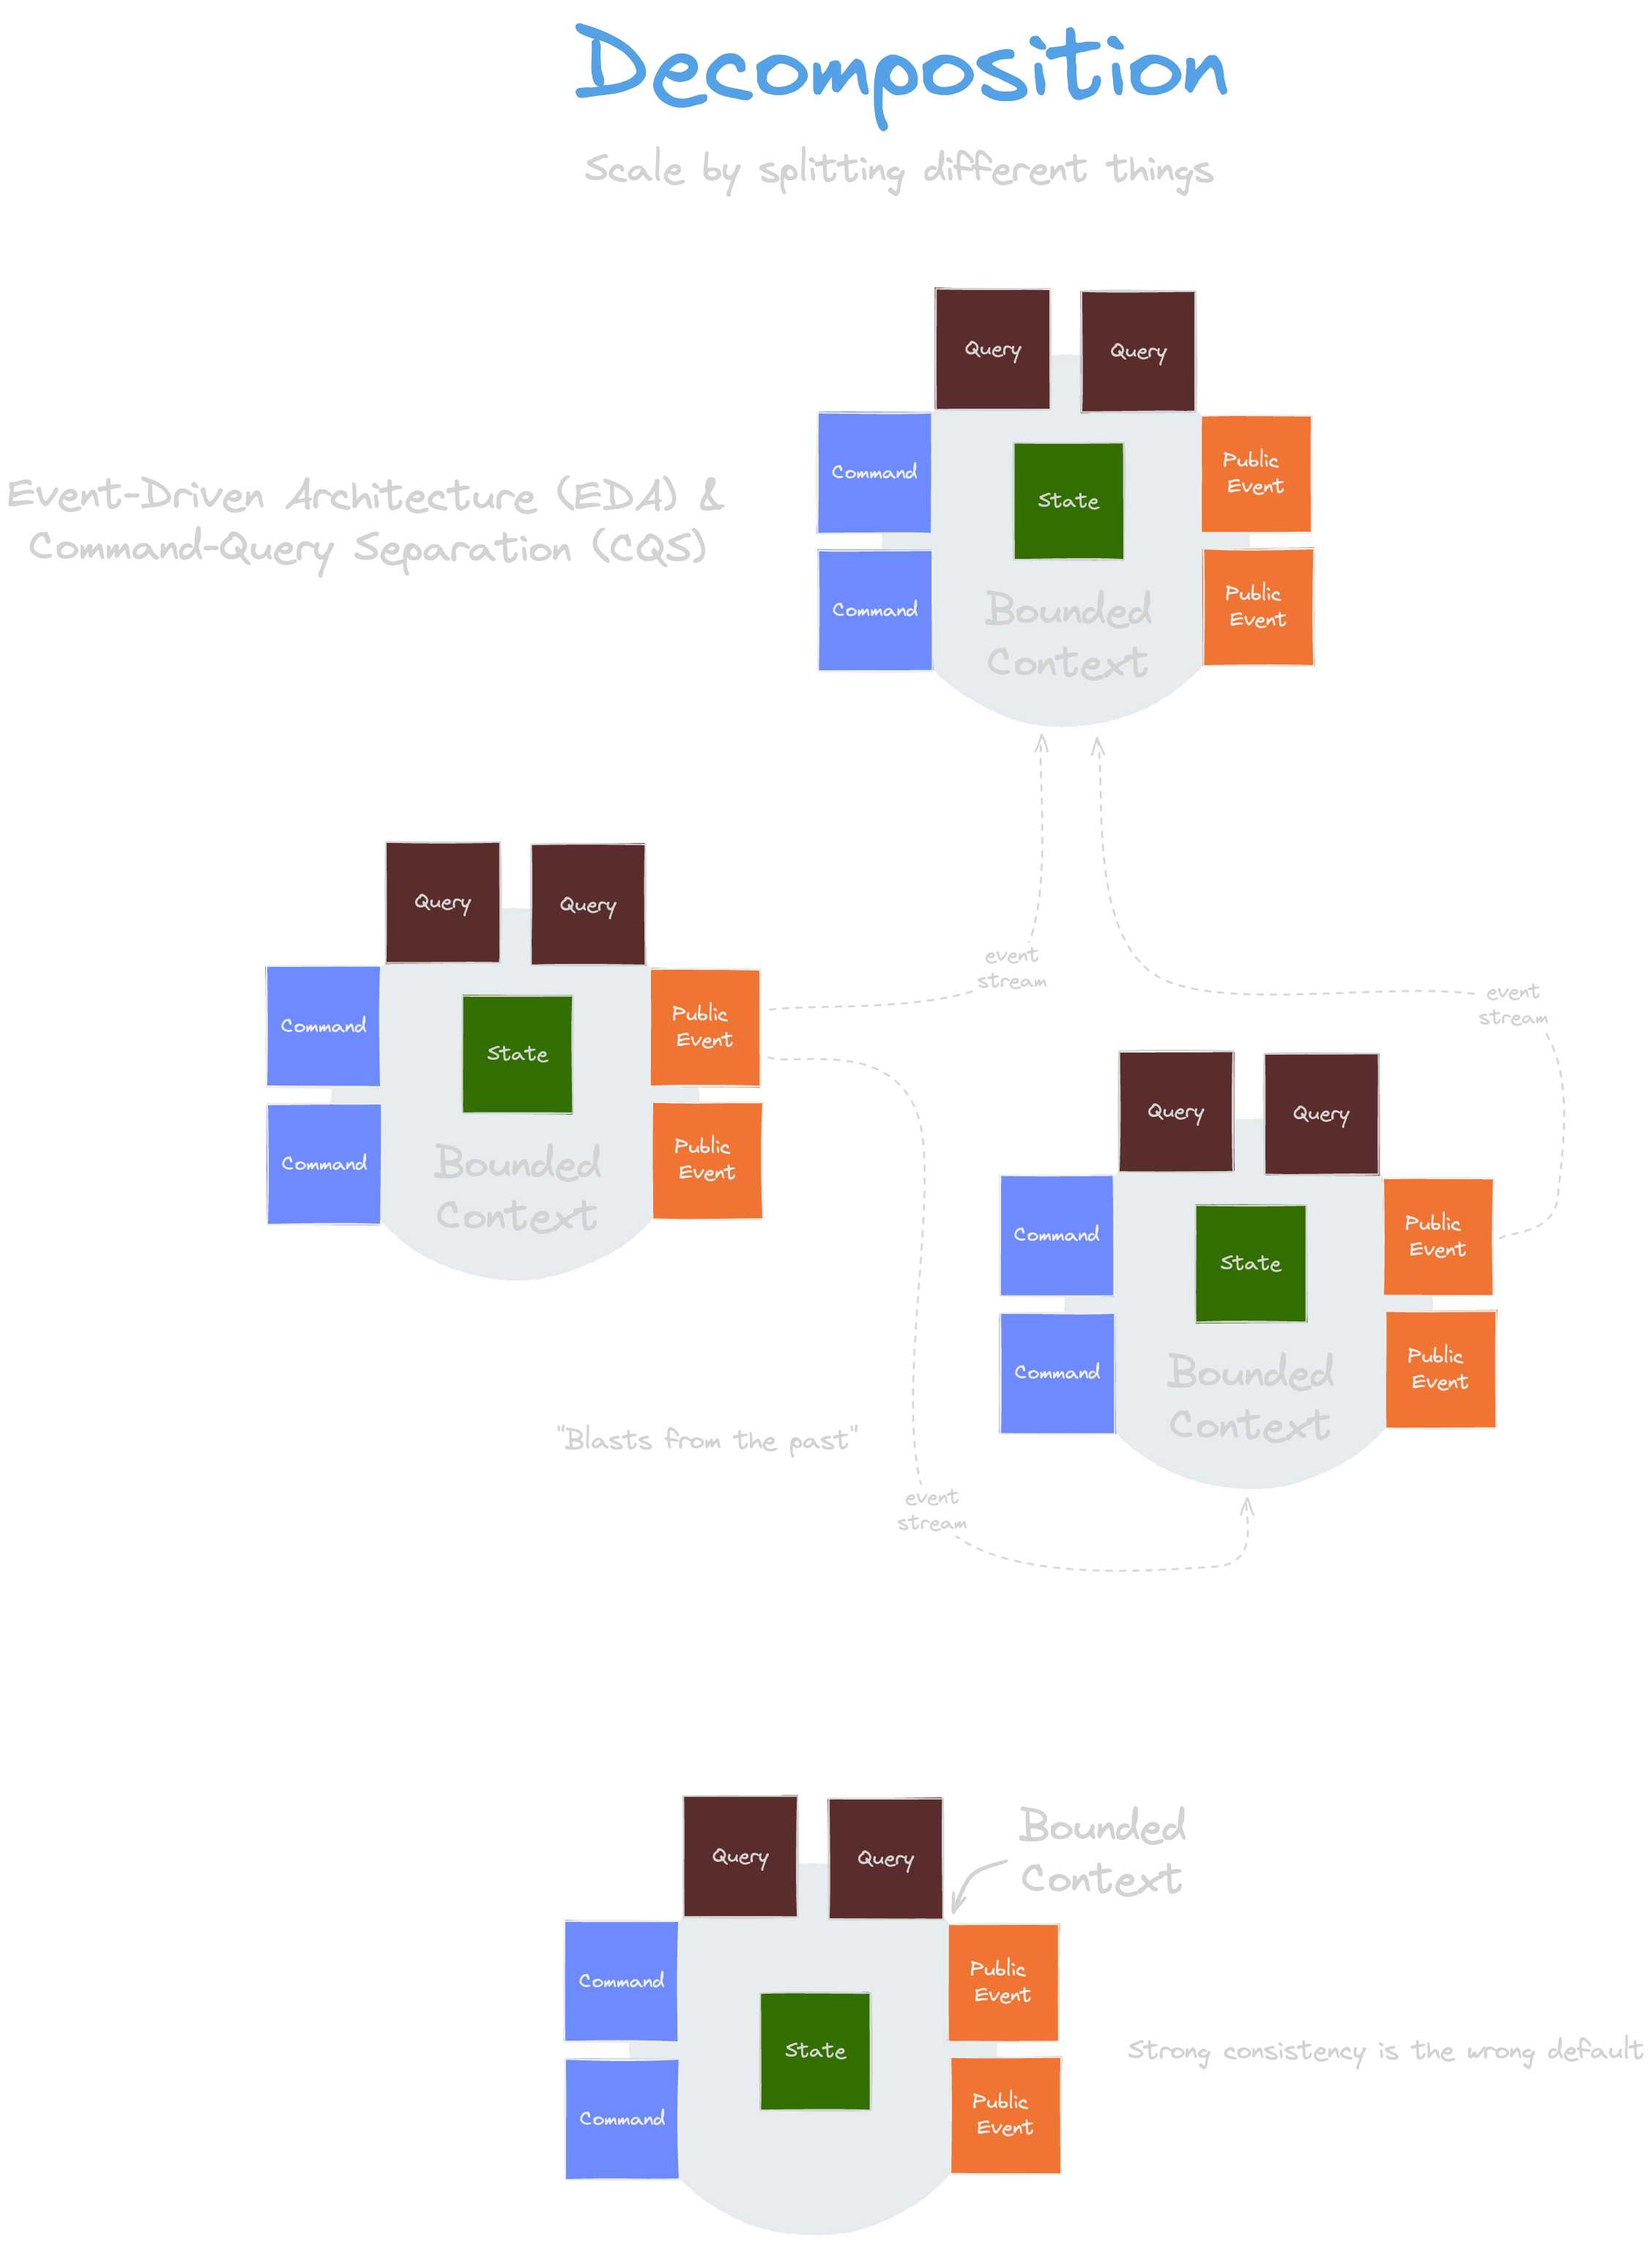 Decomposition
Scale by splitting different things
Query
Query
Command
Public
Event
State
Event-Driven Architecture (EDA) &
Command-Query Separation (CQS)
Command
Public
Event
Bounded
Context
Query
Query
event
stream
event
stream
Command
Public
Event
State
Command
Public
Event
Bounded
Context
Query
Query
Command
Public
Event
State
Command
Public
Event
Bounded
Context
"Blasts from the past"
event
stream
Query
Query
Bounded
Context
Command
Public
Event
State
Strong consistency is the wrong default
Command
Public
Event